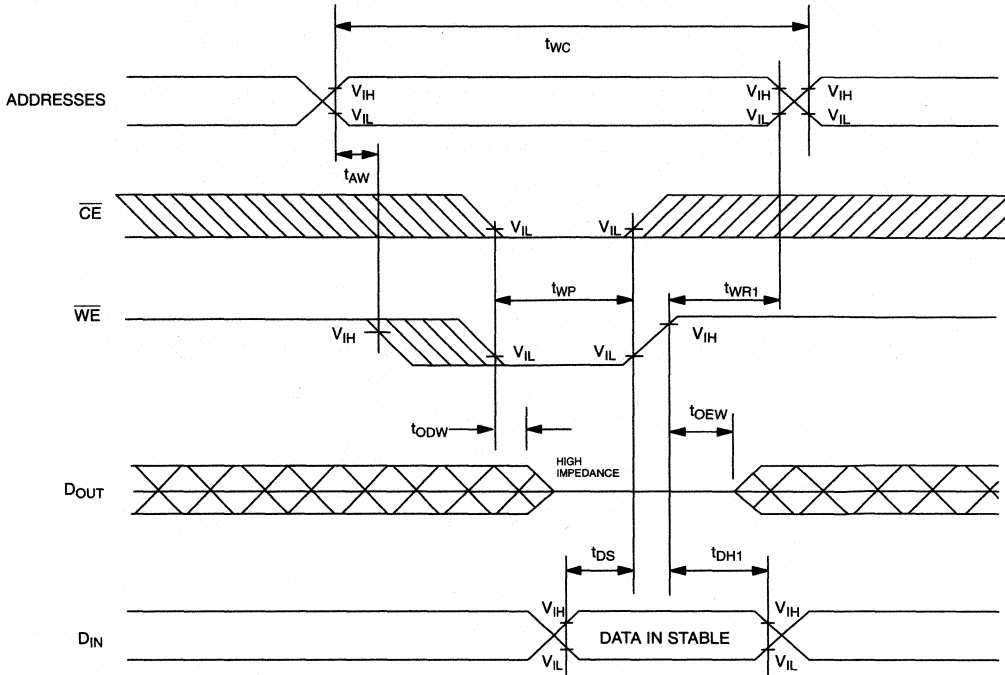 tWC
ADDRESSES
VIH
VIL
VIH
VIL
VIH
VIL
tAW
CE
VIL
VIL
tWP
tWR1
WE
VIH
VIL
VIL
VIH
tODW
tOEW
HIGH
IMPEDANCE
DOUT
tDS
tDH1
DIN
VIH
VIL
DATA IN STABLE
VIH
VIL